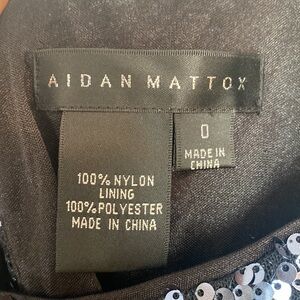 AIDAN MATTOX
0
MADE IN
CHINA
100% NYLON
LINING
100% POLYESTER
MADE IN CHINA